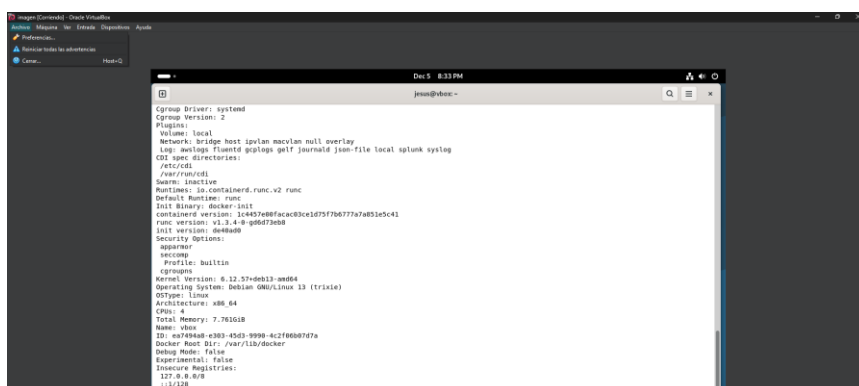 imagen [Corriendo] - Oracle VirtualBox
Archivo Máquina Ver Entrada Dispositivos Ayuda
Preferencias...
Reiniciar todas las advertencias
Cerrar... Host+Q
Dec 5 8:33 PM
jesus@vbox: ~
Cgroup Driver: systemd
Cgroup Version: 2
Plugins:
Volume: local
Network: bridge host ipvlan macvlan null overlay
Log: awslogs fluentd gcplogs gelf journald json-file local splunk syslog
CDI spec directories:
/etc/cdi
/var/run/cdi
Swarm: inactive
Runtimes: io.containerd.runc.v2 runc
Default Runtime: runc
Init Binary: docker-init
containerd version: 1c4457e00facac03ce1d75f7b6777a7a851e5c41
runc version: v1.3.4-0-gd6d73eb8
init version: de40ad0
Security Options:
apparmor
seccomp
Profile: builtin
cgroupns
Kernel Version: 6.12.57+deb13-amd64
Operating System: Debian GNU/Linux 13 (trixie)
OSType: linux
Architecture: x86_64
CPUs: 4
Total Memory: 7.761GiB
Name: vbox
ID: ea7494a8-e303-45d3-9990-4c2f06b07d7a
Docker Root Dir: /var/lib/docker
Debug Mode: false
Experimental: false
Insecure Registries:
127.0.0.0/8
::1/128